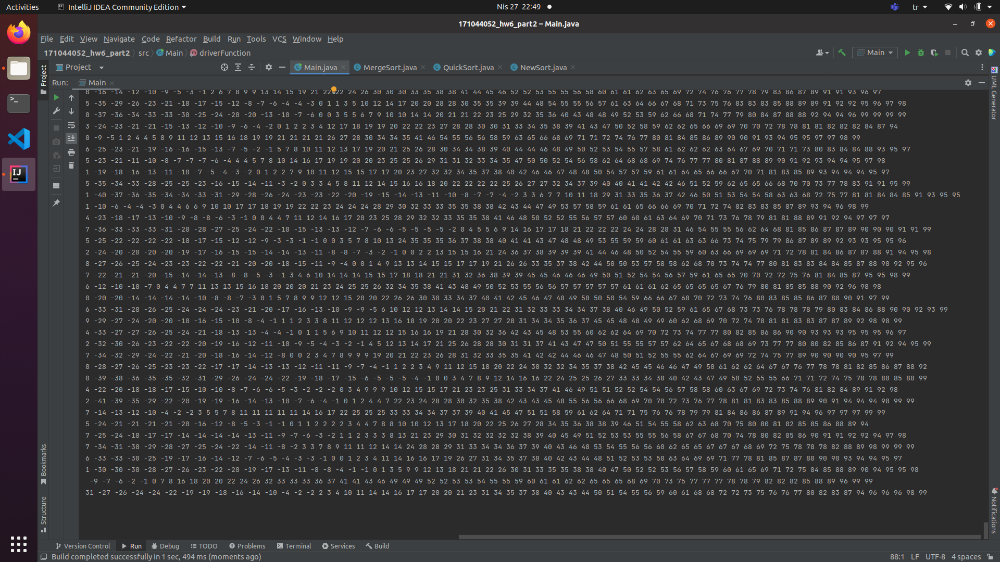 Activities
IntelliJ IDEA Community Edition
Nis 27 22:49
tr
171044052_hw6_part2 – Main.java
File Edit View Navigate Code Refactor Build Run Tools VCS Window Help
171044052_hw6_part2 src Main driverFunction
Main
Project
Main.java
MergeSort.java
QuickSort.java
NewSort.java
Run: Main
8 -16 -14 -12 -10 -9 -5 -3 -1 2 6 7 8 9 9 13 14 15 19 21 22 22 24 26 30 30 30 33 35 38 38 41 44 45 46 52 52 53 55 55 56 58 60 61 61 62 63 65 69 72 74 76 76 77 78 79 83 86 87 89 91 91 93 96 97
5 -35 -29 -26 -23 -21 -18 -17 -15 -12 -8 -7 -6 -4 -4 -3 0 1 1 3 5 10 12 14 17 20 20 28 28 30 35 35 39 39 44 48 54 55 55 56 57 61 63 64 66 67 68 71 73 75 76 83 83 83 85 88 89 89 91 92 92 95 96 97 98
0 -37 -36 -34 -33 -33 -30 -25 -24 -20 -20 -13 -10 -7 -6 0 0 3 5 5 6 7 9 10 10 14 14 20 21 21 22 23 25 29 32 35 36 40 43 48 48 49 52 53 59 62 66 68 71 74 77 79 80 84 87 88 88 92 94 94 96 99 99 99 99
3 -24 -23 -21 -21 -15 -13 -12 -10 -9 -6 -4 -2 0 1 2 2 3 4 12 17 18 19 19 20 22 22 23 27 28 28 30 30 31 33 34 35 38 39 41 43 47 50 52 58 59 62 62 65 66 69 69 70 70 72 78 78 81 81 82 82 82 84 87 94
0 -9 -5 1 2 4 4 5 8 9 11 12 13 15 16 18 19 19 21 21 21 21 26 27 28 30 34 34 35 41 46 54 55 56 56 58 59 63 65 66 68 69 71 71 72 74 76 77 80 81 84 85 86 89 90 90 91 93 94 95 95 97 97 98 99
6 -25 -23 -21 -19 -16 -16 -15 -13 -7 -5 -2 -1 5 7 8 10 11 12 13 17 19 20 21 25 26 28 30 34 34 38 39 40 44 44 46 48 49 50 52 53 54 55 57 58 61 62 62 62 63 64 67 69 70 71 71 73 80 83 84 84 88 93 95 97
5 -23 -21 -11 -10 -8 -7 -7 -7 -6 -4 4 4 5 7 8 10 14 16 17 19 19 20 20 23 25 25 26 29 31 31 32 33 34 35 47 50 50 52 54 56 58 62 64 68 68 69 74 76 77 77 80 81 87 88 89 90 91 92 93 94 94 95 97 98
1 -19 -18 -16 -13 -11 -10 -7 -5 -4 -3 -2 0 1 2 2 7 9 10 11 12 15 15 17 17 20 23 27 32 32 34 35 37 38 40 42 46 46 47 48 48 50 54 57 57 59 61 61 64 65 66 66 67 70 71 81 83 85 89 93 94 94 94 95 97
5 -35 -34 -33 -28 -25 -25 -23 -16 -15 -14 -11 -3 -2 0 3 3 4 5 8 11 12 14 15 16 16 18 20 22 22 22 22 25 26 27 27 32 34 37 39 40 40 41 41 42 42 46 51 52 59 62 65 65 66 68 70 70 73 77 78 83 91 91 95 99
1 -40 -37 -36 -35 -34 -34 -33 -31 -29 -28 -26 -24 -23 -23 -22 -20 -19 -15 -14 -13 -11 -10 -8 -7 -7 -4 -2 3 3 6 7 7 10 11 18 29 31 33 35 36 37 42 46 50 51 53 54 54 58 63 63 68 72 75 77 81 81 84 84 85 91 93 95 95
1 -10 -6 -4 -4 -3 0 4 4 6 6 9 10 10 17 17 18 19 19 22 22 23 24 24 24 28 29 30 32 33 33 35 35 38 38 42 43 44 47 49 53 57 58 59 61 61 65 66 66 69 70 71 72 74 82 83 83 85 87 89 93 94 96 98 99
4 -23 -18 -17 -13 -10 -9 -8 -8 -6 -3 -1 0 0 4 4 7 11 12 14 16 17 20 23 25 28 29 32 32 33 35 35 38 41 46 48 50 52 52 55 56 57 57 60 60 61 63 64 69 70 71 73 76 78 79 81 81 88 89 91 92 94 97 97 97
7 -36 -33 -33 -33 -31 -28 -28 -27 -25 -24 -22 -18 -15 -13 -13 -12 -7 -6 -6 -5 -5 -5 -5 -2 0 4 5 5 6 9 14 16 17 17 18 21 22 22 22 24 24 28 28 31 46 54 55 55 56 62 64 68 81 85 86 87 87 89 90 90 90 91 91 99
5 -25 -22 -22 -22 -22 -18 -17 -15 -12 -12 -9 -3 -3 -1 -1 0 0 3 5 7 8 10 13 24 35 35 35 36 37 38 38 40 41 41 43 47 48 48 49 53 55 59 59 60 61 61 63 63 66 73 74 75 79 79 86 87 89 89 92 93 93 95 95 96
2 -24 -20 -20 -20 -20 -19 -17 -16 -15 -15 -14 -14 -13 -11 -8 -8 -7 -3 -2 -1 0 0 2 2 13 15 15 16 21 24 36 37 38 39 39 39 41 44 46 48 50 52 54 55 59 60 63 66 69 69 69 71 72 78 81 84 86 87 87 88 91 94 95 98
8 -27 -26 -25 -24 -23 -23 -22 -22 -21 -20 -20 -18 -15 -11 -9 -4 0 0 1 4 9 13 13 14 15 15 17 17 19 21 26 26 33 35 37 38 42 44 50 50 53 57 58 58 62 68 70 73 74 74 77 80 81 83 83 84 84 85 87 88 90 92 95 96
7 -22 -21 -21 -20 -15 -14 -14 -13 -8 -8 -5 -3 -1 3 4 6 10 14 14 14 15 15 17 18 18 21 21 31 32 36 38 39 39 45 45 46 46 46 49 50 51 52 54 54 56 57 59 61 65 65 70 70 72 72 75 76 81 84 85 87 95 95 98 99
6 -12 -10 -10 -7 0 4 4 7 7 11 13 13 15 16 18 20 20 20 21 23 24 25 25 26 32 34 35 38 41 43 48 49 50 52 53 55 56 56 57 57 57 57 57 61 61 61 62 65 65 65 65 67 76 79 80 81 85 85 88 90 92 96 98 98
0 -20 -20 -14 -14 -14 -14 -10 -8 -8 -7 -3 0 1 5 7 8 9 9 12 12 15 20 20 22 26 26 30 30 33 34 37 40 41 42 45 46 47 48 49 50 50 50 54 59 66 66 67 68 70 72 73 74 76 80 83 85 85 86 87 88 90 91 97 99
6 -33 -31 -28 -26 -25 -24 -24 -24 -23 -21 -20 -17 -16 -13 -10 -9 -9 -5 6 10 12 12 13 14 14 15 20 21 22 31 32 33 33 34 34 37 38 40 46 49 50 52 59 61 65 67 68 73 73 76 78 78 78 79 80 83 84 86 88 90 90 92 93 99
9 -29 -27 -24 -20 -20 -18 -16 -15 -10 -8 -4 -1 1 1 2 3 3 8 11 12 12 12 13 16 18 19 20 20 22 23 27 27 28 31 34 34 35 36 37 45 45 48 48 49 49 60 62 68 69 70 72 74 78 81 81 83 83 87 87 89 92 98 98 99
4 -33 -27 -27 -26 -25 -24 -21 -18 -13 -13 -4 -4 -1 0 1 1 5 6 9 10 11 12 12 15 16 16 19 21 28 30 32 36 42 43 45 48 53 55 60 62 62 64 69 70 72 73 74 77 77 80 82 85 86 86 90 90 93 93 93 95 95 95 96 97
2 -32 -30 -26 -23 -22 -22 -20 -19 -16 -12 -11 -10 -9 -5 -4 -3 -2 -1 4 5 12 13 14 17 21 25 26 28 28 30 31 31 37 41 43 47 47 50 51 55 55 57 57 62 64 65 67 68 68 69 73 77 77 80 80 82 85 86 87 91 92 94 95 99
7 -34 -32 -29 -24 -22 -21 -20 -18 -16 -14 -12 -8 0 0 2 3 4 7 8 9 9 9 19 20 21 22 23 26 28 31 32 33 35 35 41 42 42 44 46 46 47 48 50 51 52 55 55 62 64 67 69 69 72 74 75 77 89 90 90 90 90 95 97 99
0 -28 -27 -26 -25 -23 -23 -22 -17 -17 -14 -13 -13 -12 -11 -11 -9 -7 -4 -1 1 2 2 3 4 9 11 12 15 18 20 22 24 30 32 32 34 35 37 38 42 45 45 46 46 47 49 50 61 62 62 64 67 67 76 77 78 78 81 82 85 86 87 88 92
0 -39 -38 -36 -35 -35 -32 -31 -29 -26 -24 -24 -22 -19 -18 -17 -15 -6 -5 -5 -5 -4 -1 0 0 3 4 7 8 9 12 14 16 16 22 24 25 25 26 27 33 33 34 38 40 42 43 47 49 50 52 55 55 66 71 71 72 74 75 78 78 80 85 88 99
4 -22 -20 -18 -18 -17 -15 -10 -10 -8 -7 -6 -6 -5 -3 -2 -2 -2 0 3 4 9 9 9 10 12 15 15 17 21 23 23 25 31 33 34 37 41 46 49 51 51 52 52 54 54 56 57 58 58 60 63 67 69 72 73 74 76 81 82 84 89 91 92 98
2 -41 -39 -35 -29 -22 -20 -19 -19 -16 -14 -13 -10 -7 -6 -4 -1 0 1 2 4 4 7 22 23 24 28 28 30 32 35 38 42 43 43 45 48 55 56 56 66 68 69 70 70 72 73 76 77 78 81 81 83 83 85 88 89 90 91 94 94 94 98 99 99
7 -14 -13 -12 -10 -4 -2 -2 3 5 5 7 8 11 11 11 11 11 14 16 17 22 25 25 25 33 33 34 34 37 37 39 40 41 45 47 51 51 58 59 61 62 64 71 71 75 76 76 78 79 79 81 84 86 86 87 89 91 94 96 97 97 97 99 99
5 -24 -21 -21 -21 -21 -20 -16 -12 -8 -5 -3 -1 -1 0 1 1 2 2 2 2 3 4 4 7 8 8 10 10 12 13 17 18 20 22 25 26 27 28 34 35 36 38 38 39 46 51 54 55 58 62 63 68 70 75 80 80 81 82 85 85 86 88 89 94
7 -25 -24 -18 -17 -17 -14 -14 -14 -14 -13 -11 -9 -7 -6 -3 -2 1 1 2 3 3 3 8 13 21 23 29 30 31 32 32 32 32 38 39 40 45 49 51 52 53 53 55 55 56 58 67 67 68 70 74 78 80 82 85 86 90 91 91 92 92 94 97 98
7 -34 -31 -30 -29 -28 -27 -25 -24 -22 -14 -11 -8 -2 3 3 7 8 9 11 11 12 14 14 24 28 28 29 31 33 34 34 36 37 39 40 43 46 48 53 54 55 56 56 60 62 65 65 67 67 67 68 69 72 75 78 78 78 82 88 89 98 99 99 99
6 -33 -33 -30 -25 -19 -17 -16 -14 -12 -7 -6 -5 -4 -3 -3 -1 0 0 1 2 3 4 11 14 16 16 17 19 26 27 31 34 35 37 38 40 42 43 44 48 51 52 53 53 58 63 64 69 69 71 77 78 81 85 87 87 88 90 90 93 94 94 95 97
1 -30 -30 -30 -28 -27 -22 -20 -19 -17 -13 -11 -8 -8 -4 -1 -1 0 1 3 5 9 9 12 13 18 21 21 22 26 30 31 33 35 35 38 38 40 47 50 52 52 53 56 57 58 59 60 61 65 69 71 72 75 84 85 88 89 90 94 95 95 98
-9 -7 -6 -2 -1 0 7 8 16 18 20 20 22 24 26 32 33 33 33 36 37 41 41 43 46 49 49 49 52 52 53 53 54 55 55 59 60 61 61 62 62 65 65 65 68 69 70 73 75 77 77 77 78 78 79 82 82 82 85 88 89 96 99 99
31 -27 -26 -24 -24 -22 -19 -19 -18 -16 -14 -10 -4 -2 -2 2 3 4 10 11 14 14 16 17 17 20 20 21 23 31 34 35 37 38 40 43 43 44 50 51 54 55 56 59 60 61 68 68 72 72 73 75 76 76 77 80 82 83 87 94 96 96 96 98 99
Project
Bookmarks
Structure
UML Generator
Notifications
Version Control Run Debug TODO Problems Terminal Services Build
Build completed successfully in 1 sec, 494 ms (moments ago)
88:1 LF UTF-8 4 spaces